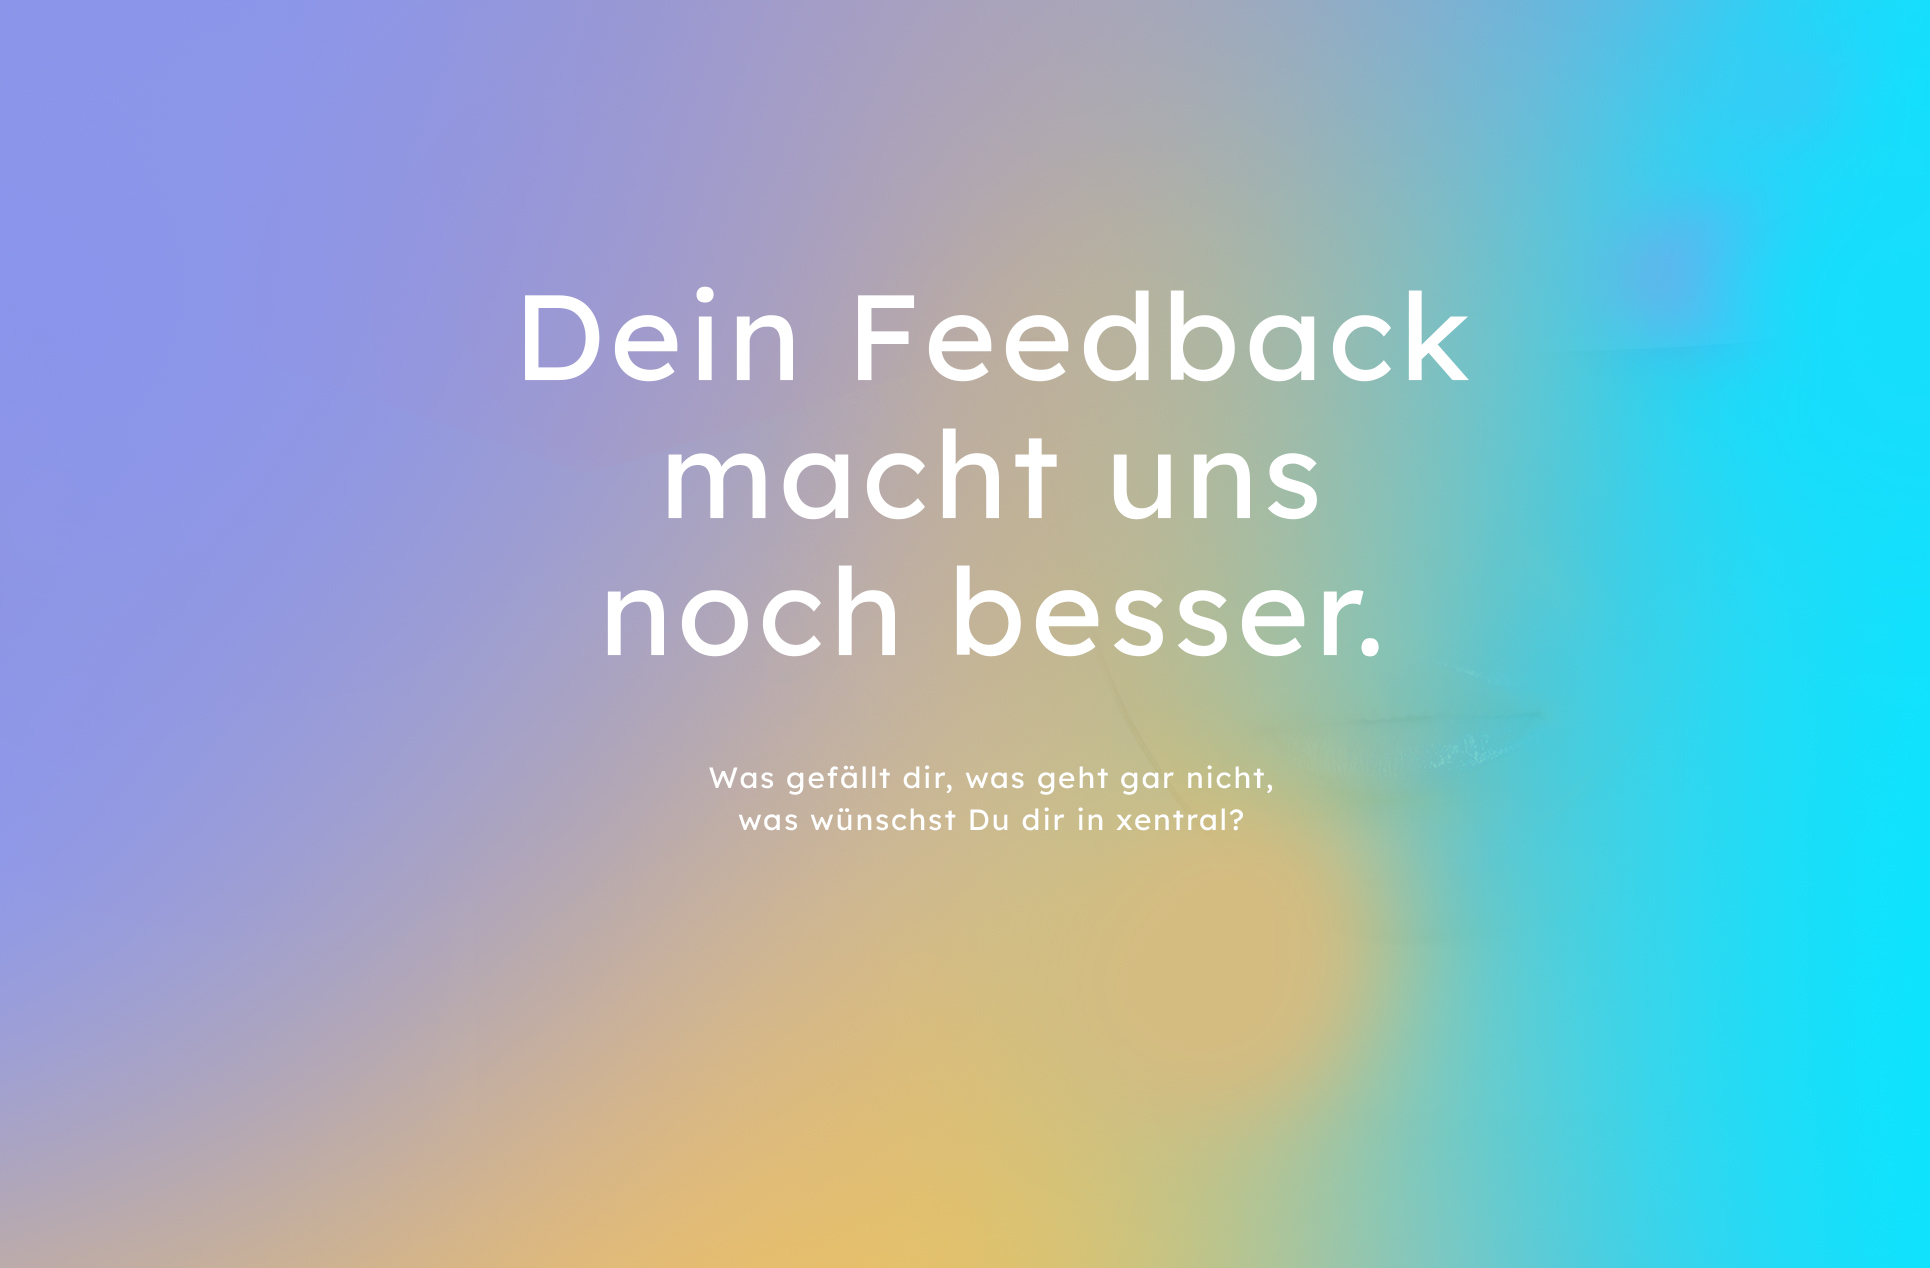 Dein Feedback
macht uns
noch besser.
Was gefällt dir, was geht gar nicht,
was wünschst Du dir in xentral?